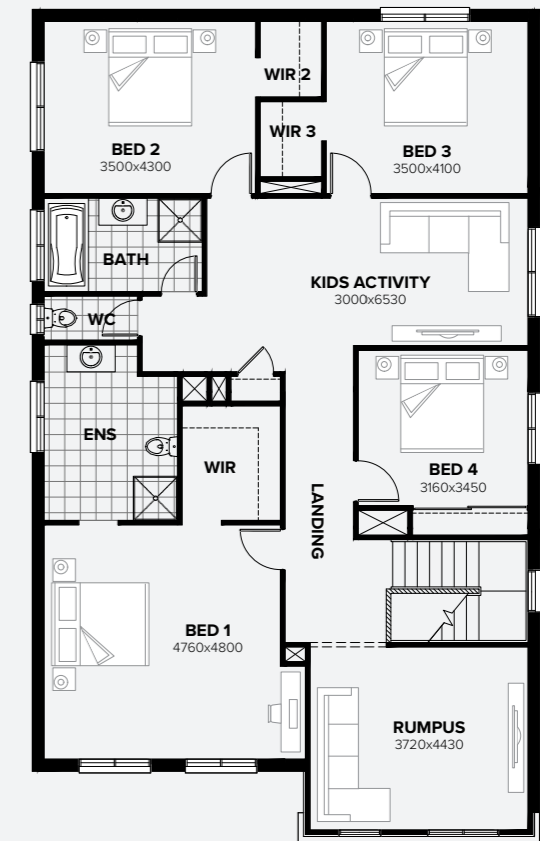 WIR 2
WIR 3
BED 2
3500x4300
BED 3
3500x4100
BATH
KIDS ACTIVITY
3000x6530
WC
ENS
WIR
BED 4
3160x3450
LANDING
BED 1
4760x4800
RUMPUS
3720x4430